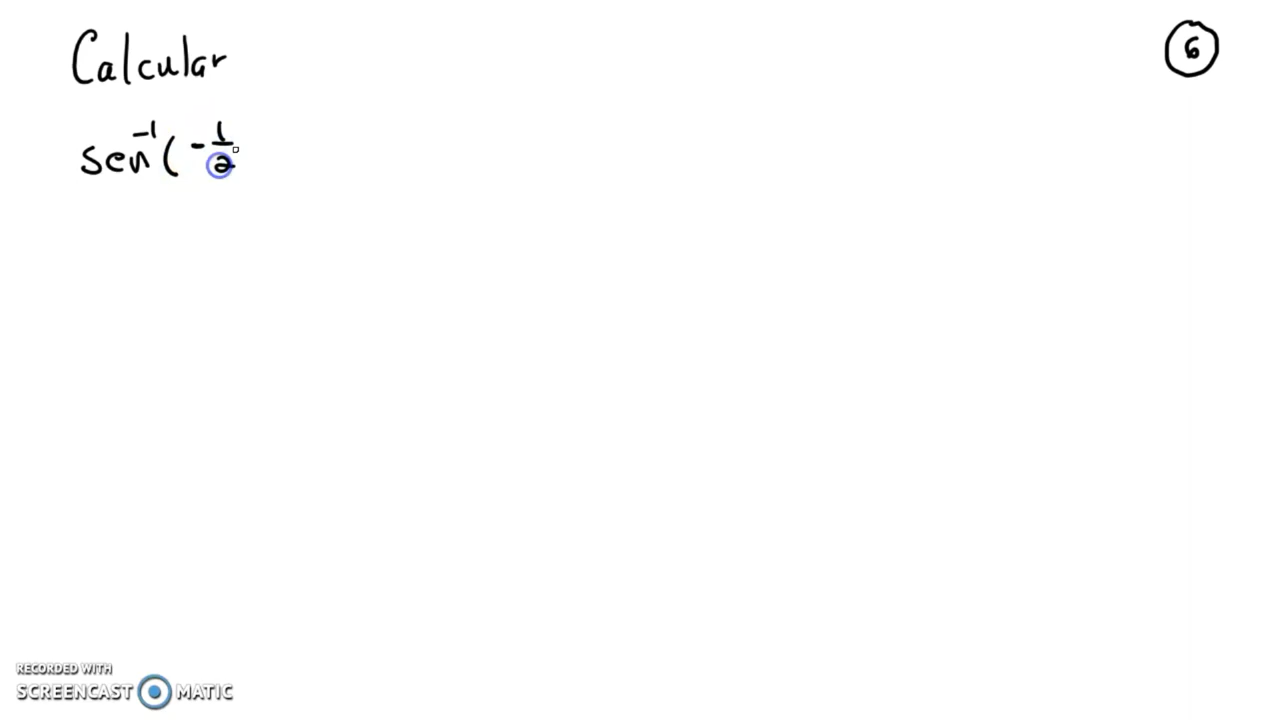 Calcular
⑥
sen⁻¹(-1/2
RECORDED WITH
SCREENCAST MATIC